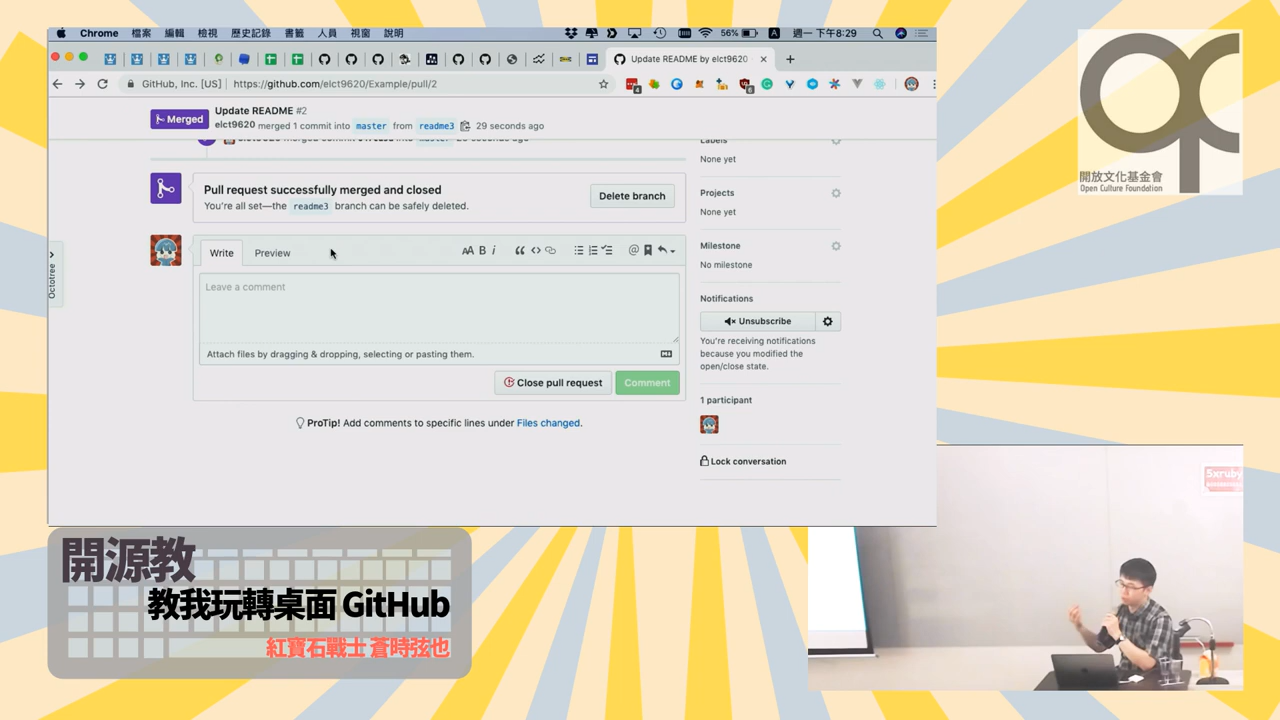 Chrome 檔案 編輯 檢視 歷史記錄 書籤 人員 視窗 說明 56% A 週一 下午8:29
Update README by elct9620
GitHub, Inc. [US] https://github.com/elct9620/Example/pull/2
Merged
Update README #2
elct9620 merged 1 commit into master from readme3 29 seconds ago
Labels
None yet
Pull request successfully merged and closed
You're all set—the readme3 branch can be safely deleted.
Delete branch
Projects
None yet
Write Preview AA B i
Milestone
No milestone
Leave a comment
Attach files by dragging & dropping, selecting or pasting them.
Notifications
Unsubscribe
You're receiving notifications
because you modified the
open/close state.
Close pull request Comment
1 participant
ProTip! Add comments to specific lines under Files changed.
Lock conversation
Octotree
開放文化基金會
Open Culture Foundation
5xruby
開源教
教我玩轉桌面 GitHub
紅寶石戰士 蒼時弦也